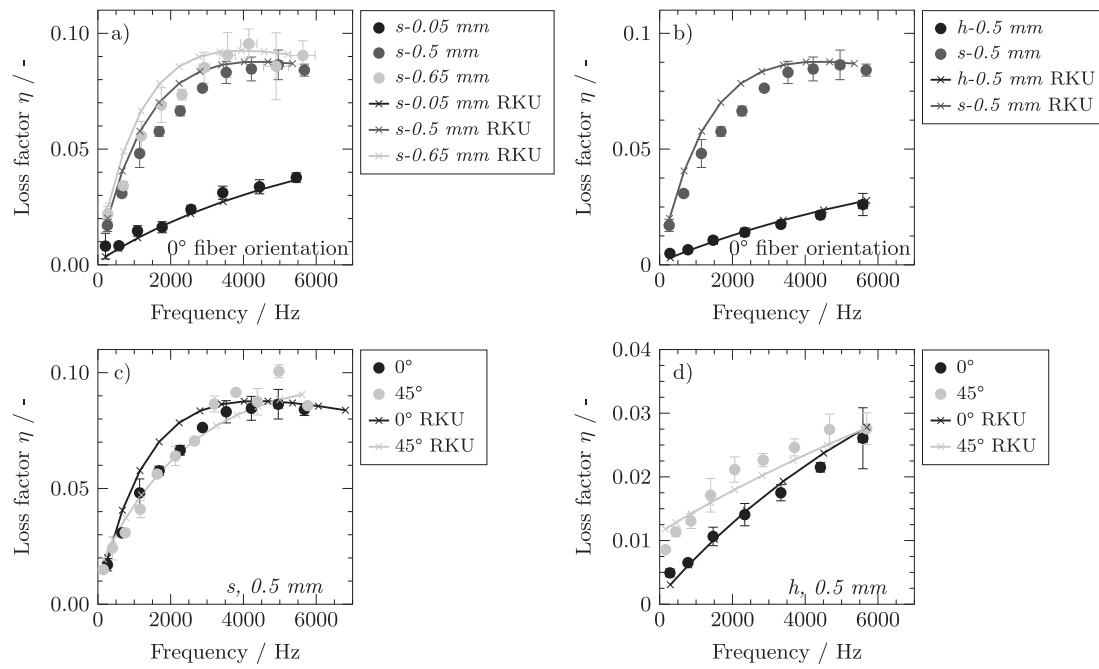 a)
0.10
0.05
0.00
Loss factor η / -
0° fiber orientation
0 2000 4000 6000
Frequency / Hz
s-0.05 mm
s-0.5 mm
s-0.65 mm
s-0.05 mm RKU
s-0.5 mm RKU
s-0.65 mm RKU
b)
0.10
0.05
0.00
Loss factor η / -
0° fiber orientation
0 2000 4000 6000
Frequency / Hz
h-0.5 mm
s-0.5 mm
h-0.5 mm RKU
s-0.5 mm RKU
c)
0.10
0.05
0.00
Loss factor η / -
s, 0.5 mm
0 2000 4000 6000
Frequency / Hz
0°
45°
0° RKU
45° RKU
d)
0.04
0.03
0.02
0.01
0.00
Loss factor η / -
h, 0.5 mm
0 2000 4000 6000
Frequency / Hz
0°
45°
0° RKU
45° RKU